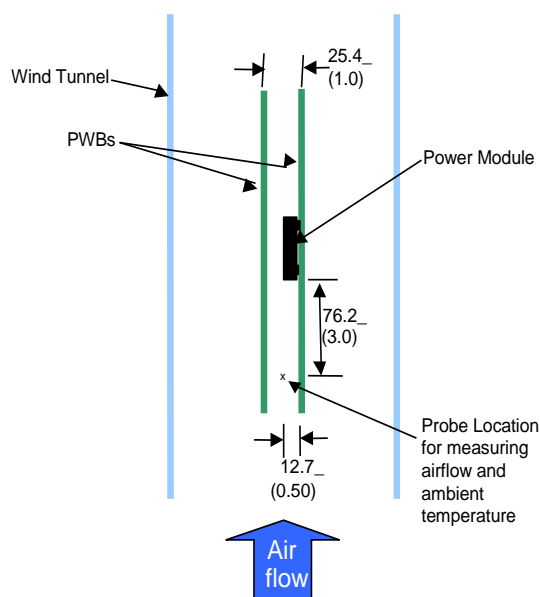 25.4_
(1.0)
Wind Tunnel
PWBs
Power Module
76.2_
(3.0)
x
Probe Location
for measuring
airflow and
ambient
temperature
12.7_
(0.50)
Air
flow